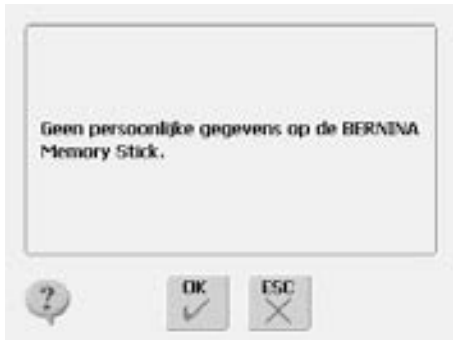 Geen persoonlijke gegevens op de BERNINA
Memory Stick.
?
OK
ESC